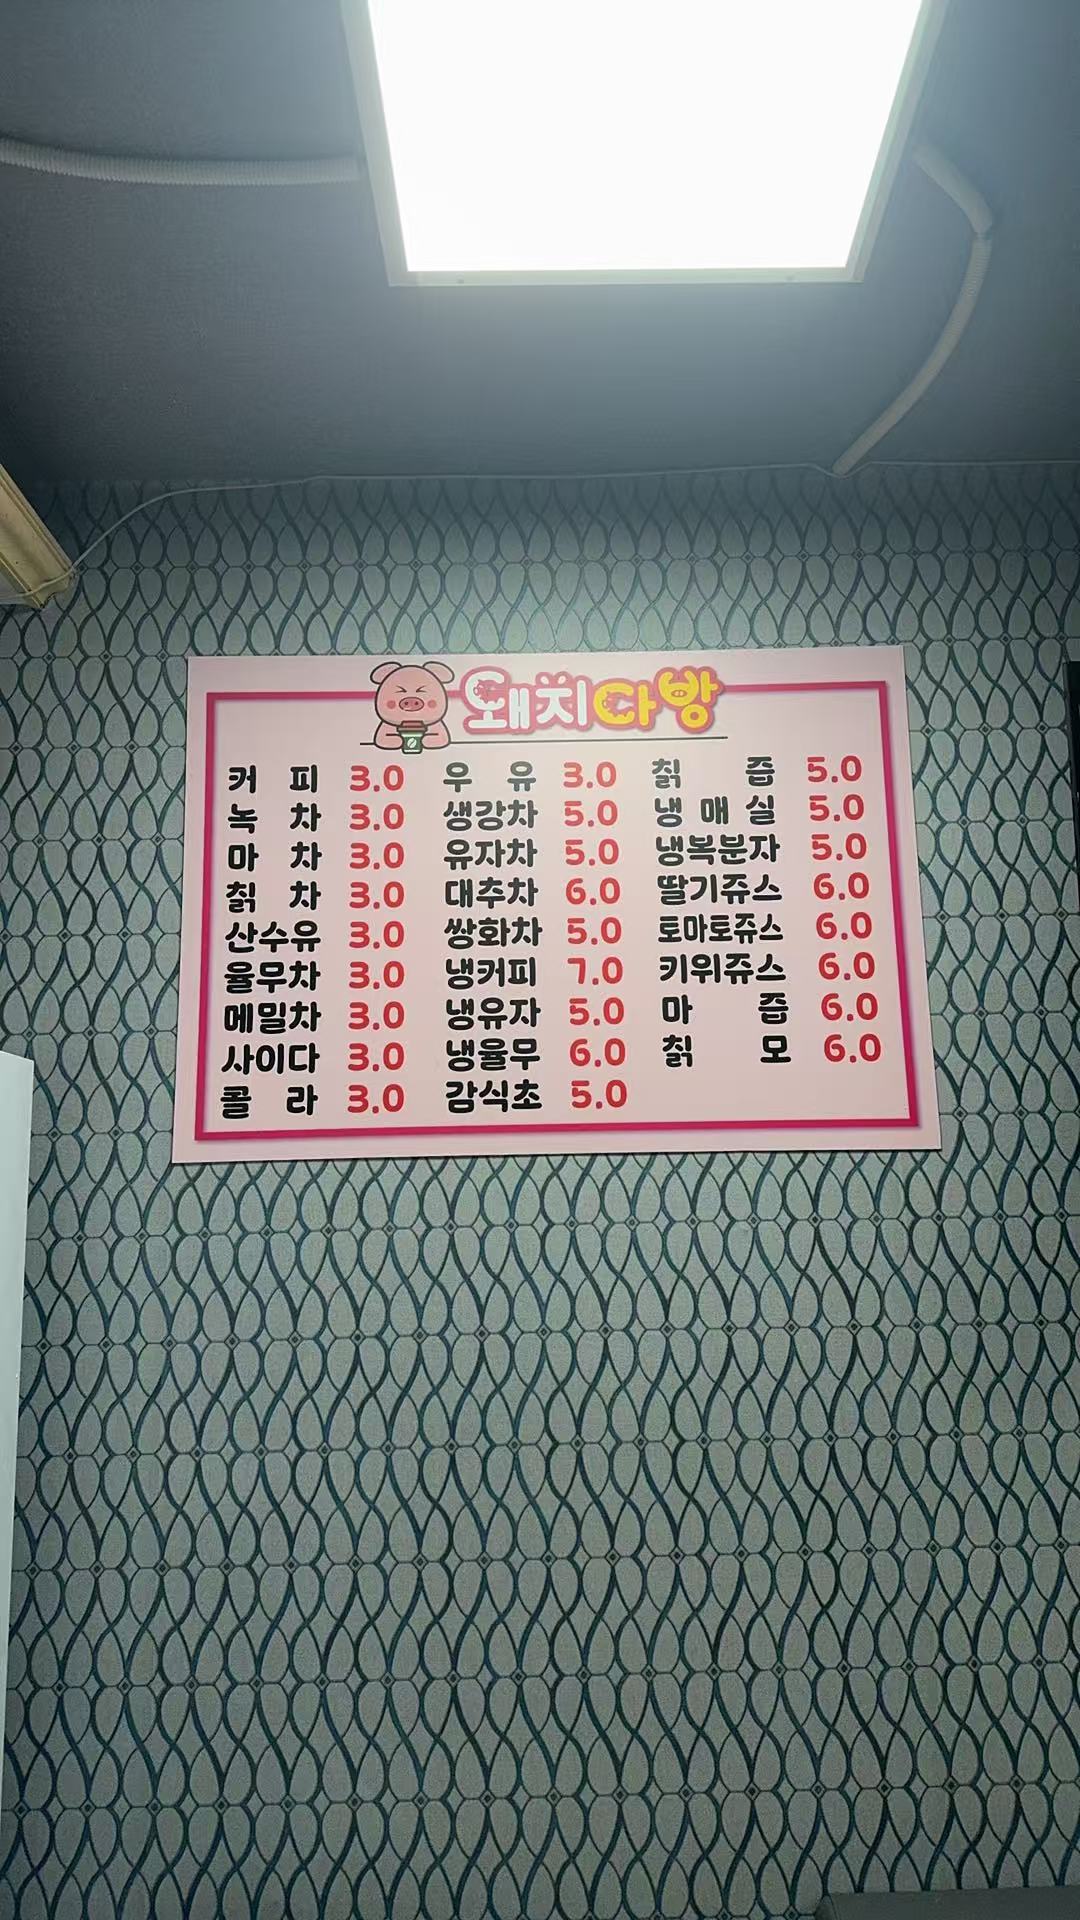 돼지다방
커 피 3.0 우 유 3.0 칡 즙 5.0
녹 차 3.0 생강차 5.0 냉 매 실 5.0
마 차 3.0 유자차 5.0 냉복분자 5.0
칡 차 3.0 대추차 6.0 딸기쥬스 6.0
산수유 3.0 쌍화차 5.0 토마토쥬스 6.0
율무차 3.0 냉커피 7.0 키위쥬스 6.0
메밀차 3.0 냉유자 5.0 마 즙 6.0
사이다 3.0 냉율무 6.0 칡 모 6.0
콜 라 3.0 감식초 5.0